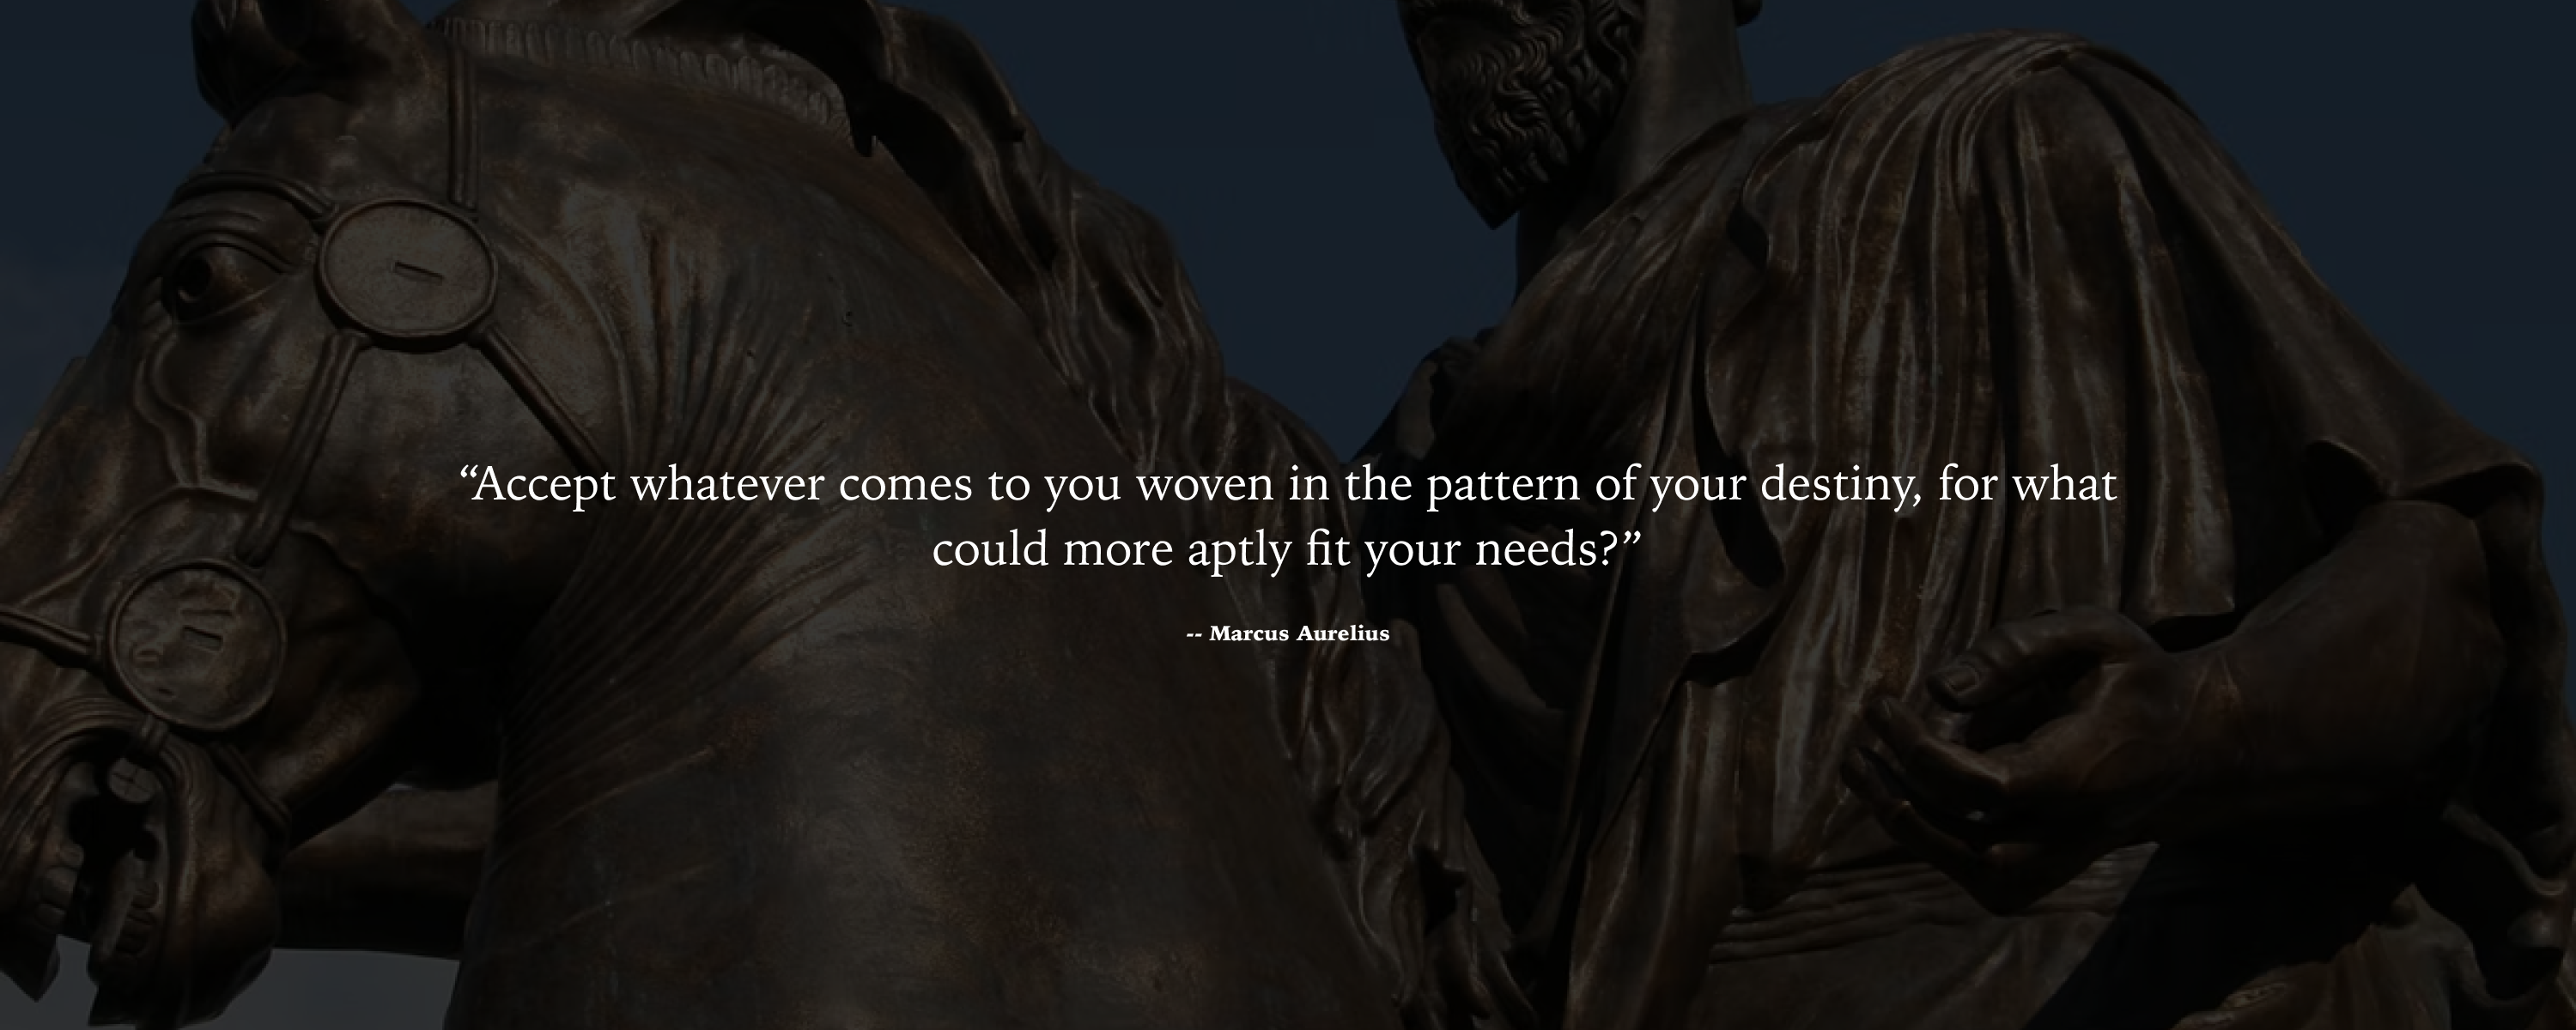 “Accept whatever comes to you woven in the pattern of your destiny, for what
could more aptly fit your needs?”
-- Marcus Aurelius